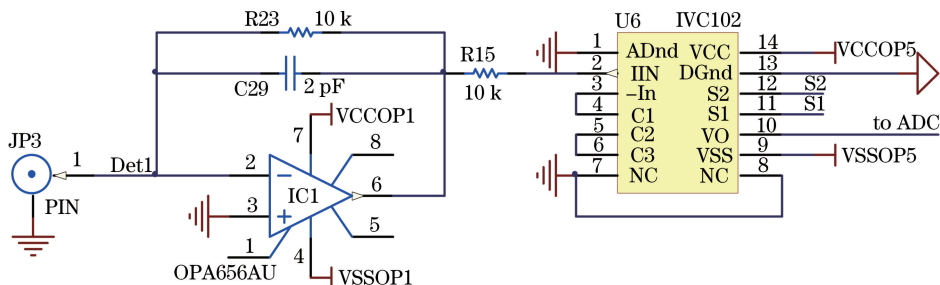 R23
10 k
C29
2 pF
R15
10 k
U6
IVC102
1
ADnd
VCC
14
VCCOP5
2
IIN
DGnd
13
3
−In
S2
12
S2
4
C1
S1
11
S1
5
C2
VO
10
to ADC
6
C3
VSS
9
VSSOP5
7
NC
NC
8
JP3
1
Det1
PIN
VCCOP1
7
8
2
−
IC1
6
3
+
5
1
4
OPA656AU
VSSOP1